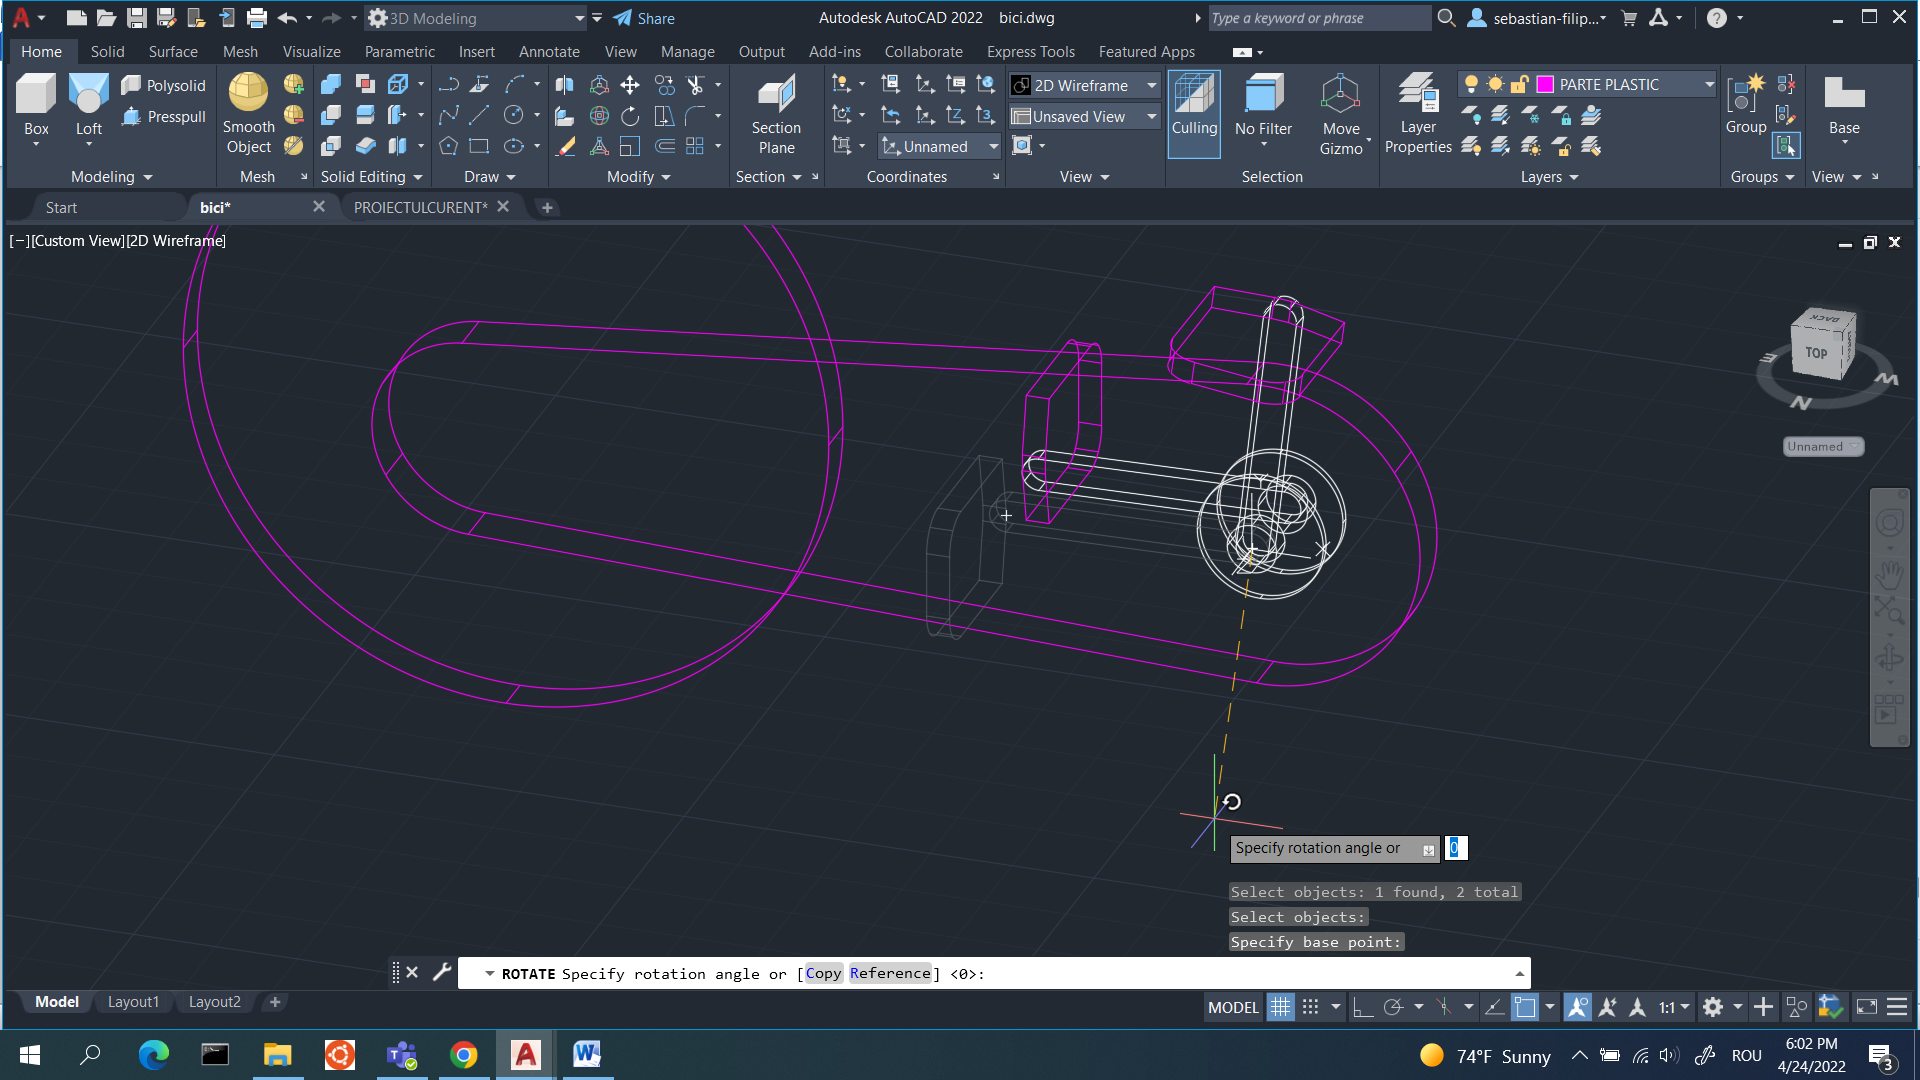 3D Modeling
Share
Autodesk AutoCAD 2022 bici.dwg
Type a keyword or phrase
sebastian-filip...
Home Solid Surface Mesh Visualize Parametric Insert Annotate View Manage Output Add-ins Collaborate Express Tools Featured Apps
Box
Loft
Polysolid
Presspull
Smooth
Object
Section
Plane
Unnamed
2D Wireframe
Unsaved View
Culling
No Filter
Move
Gizmo
Layer
Properties
PARTE PLASTIC
Group
Base
Modeling
Mesh
Solid Editing
Draw
Modify
Section
Coordinates
View
Selection
Layers
Groups
View
Start
bici*
PROIECTULCURENT*
[−][Custom View][2D Wireframe]
BACK
TOP
E
N
W
Unnamed
Specify rotation angle or 0
Select objects: 1 found, 2 total
Select objects:
Specify base point:
ROTATE Specify rotation angle or [Copy Reference] <0>:
Model Layout1 Layout2
MODEL
1:1
74°F Sunny
ROU
6:02 PM
4/24/2022
3